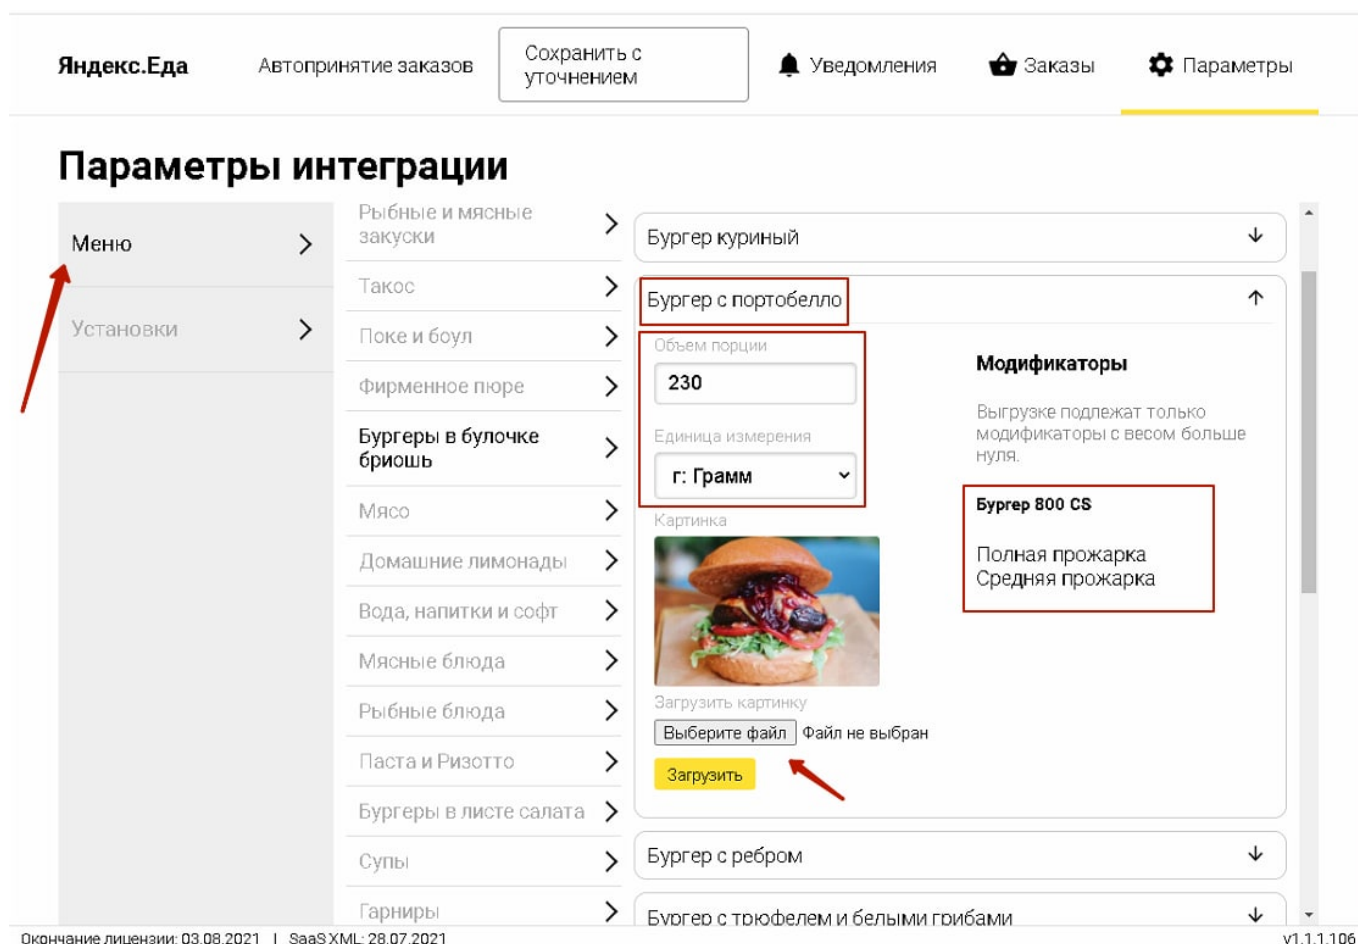 Яндекс.Еда
Автопринятие заказов
Сохранить с
уточнением
Уведомления
Заказы
Параметры
Параметры интеграции
Меню
Установки
Рыбные и мясные
закуски
Такос
Поке и боул
Фирменное пюре
Бургеры в булочке
бриошь
Мясо
Домашние лимонады
Вода, напитки и софт
Мясные блюда
Рыбные блюда
Паста и Ризотто
Бургеры в листе салата
Супы
Гарниры
Бургер куриный
Бургер с портобелло
Объем порции
230
Единица измерения
г: Грамм
Картинка
Загрузить картинку
Выберите файл Файл не выбран
Загрузить
Модификаторы
Выгрузке подлежат только
модификаторы с весом больше
нуля.
Бургер 800 CS
Полная прожарка
Средняя прожарка
Бургер с ребром
Бургер с трюфелем и белыми грибами
Окончание лицензии: 03.08.2021 | SaaS XML: 28.07.2021
v1.1.1.106